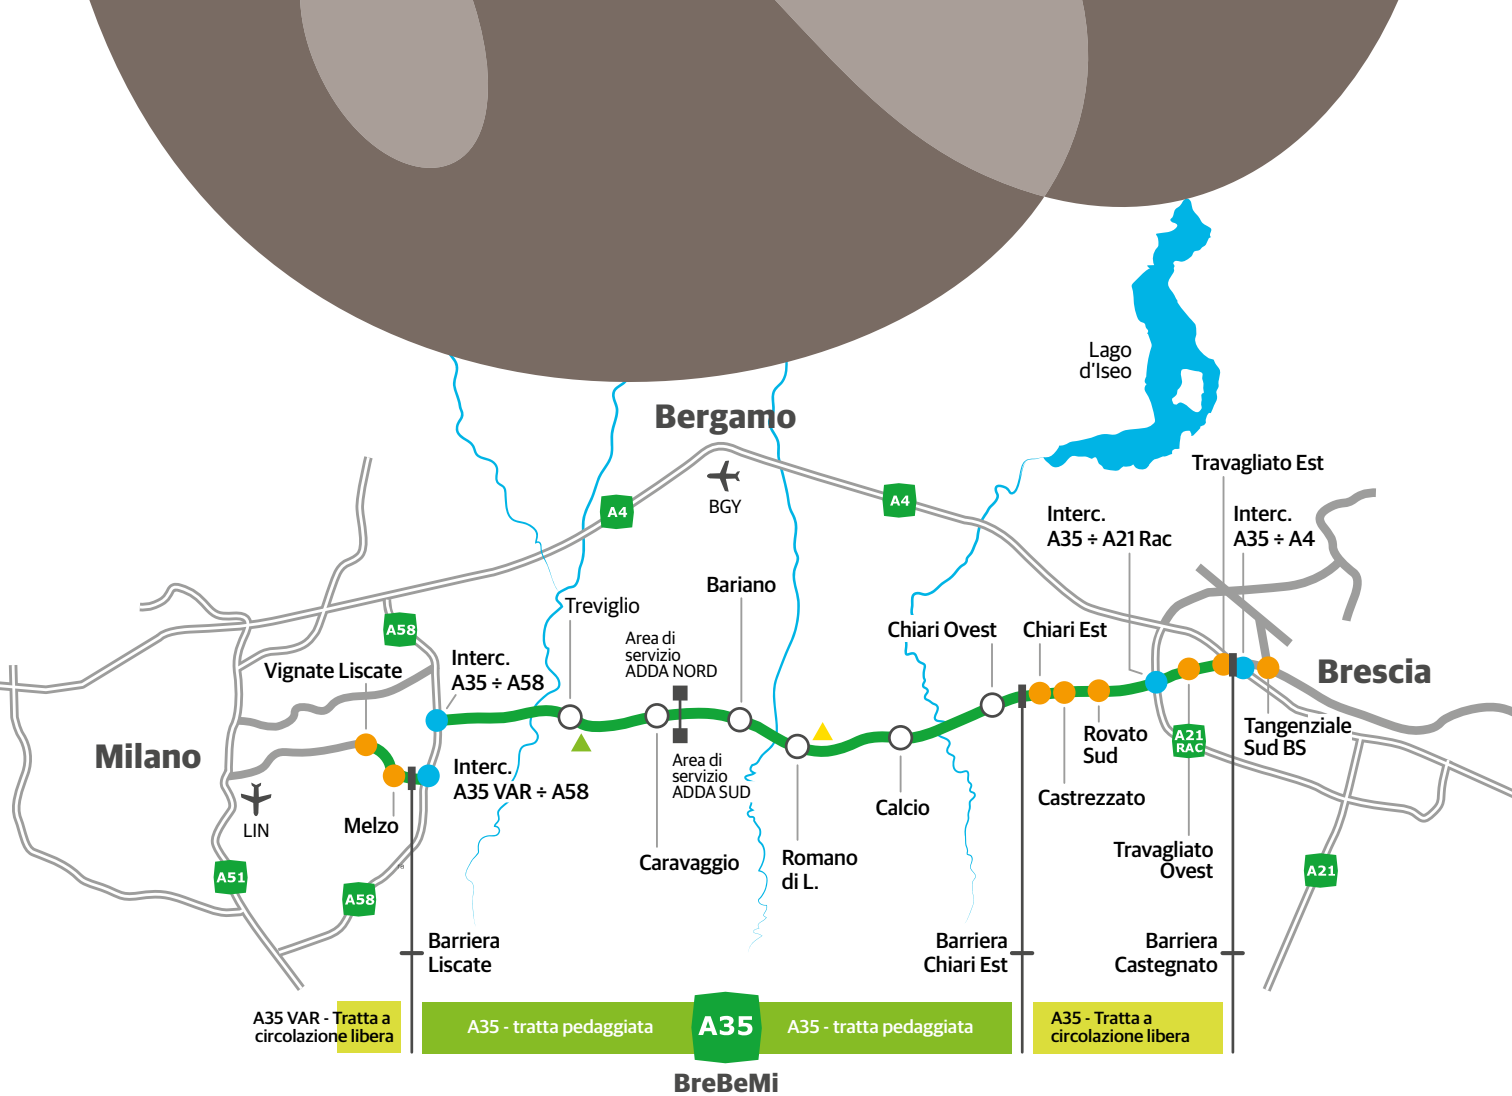 Bergamo
Lago
d'Iseo
BGY
A4
A4
Travagliato Est
Interc.
A35 ÷ A21 Rac
Interc.
A35 ÷ A4
Bariano
Treviglio
A58
Area di
servizio
ADDA NORD
Chiari Ovest
Chiari Est
Vignate Liscate
Interc.
A35 ÷ A58
Brescia
Milano
Rovato
Sud
A21
RAC
Tangenziale
Sud BS
Interc.
A35 VAR ÷ A58
Area di
servizio
ADDA SUD
Castrezzato
Calcio
LIN
Melzo
Caravaggio
Romano
di L.
Travagliato
Ovest
A51
A58
A21
Barriera
Liscate
Barriera
Chiari Est
Barriera
Castegnato
A35 VAR - Tratta a
circolazione libera
A35 - tratta pedaggiata
A35
A35 - tratta pedaggiata
A35 - Tratta a
circolazione libera
BreBeMi